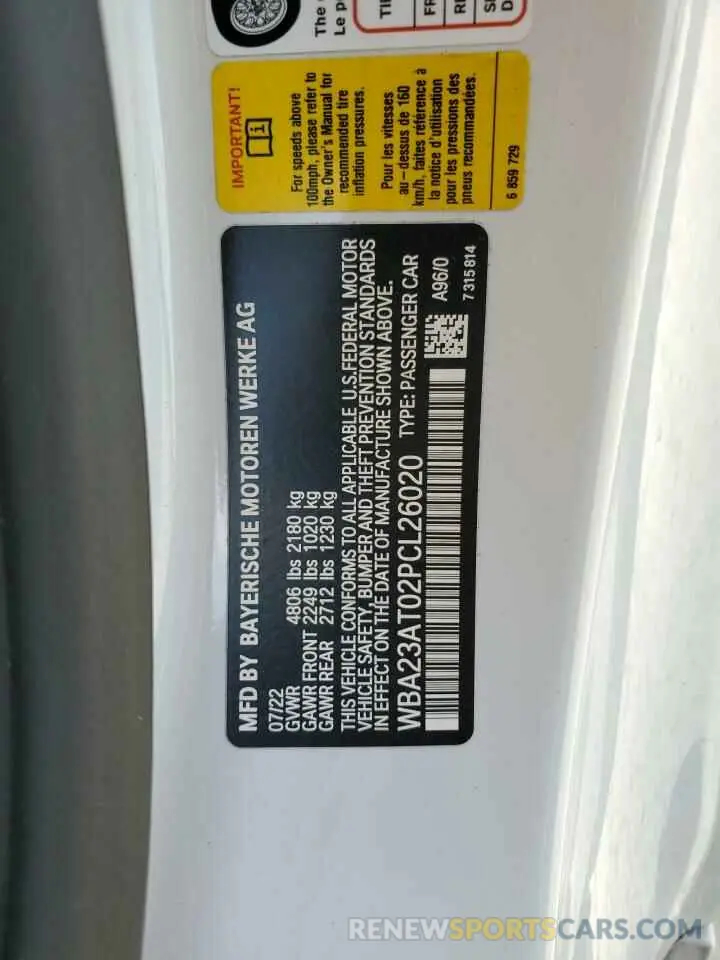 The
Le p
TI
FR
RE
IMPORTANT!
For speeds above
100mph, please refer to
the Owner's Manual for
recommended tire
inflation pressures.
Pour les vitesses
au-dessus de 160
km/h, faites référence à
la notice d'utilisation
pour les pressions des
pneus recommandées.
6 859 729
MFD BY BAYERISCHE MOTOREN WERKE AG
07/22
GVWR 4806 lbs 2180 kg
GAWR FRONT 2249 lbs 1020 kg
GAWR REAR 2712 lbs 1230 kg
THIS VEHICLE CONFORMS TO ALL APPLICABLE U.S. FEDERAL MOTOR
VEHICLE SAFETY, BUMPER AND THEFT PREVENTION STANDARDS
IN EFFECT ON THE DATE OF MANUFACTURE SHOWN ABOVE.
WBA23AT02PCL26020 TYPE: PASSENGER CAR
A96/0
7 315 814
RENEWSPORTSCARS.COM